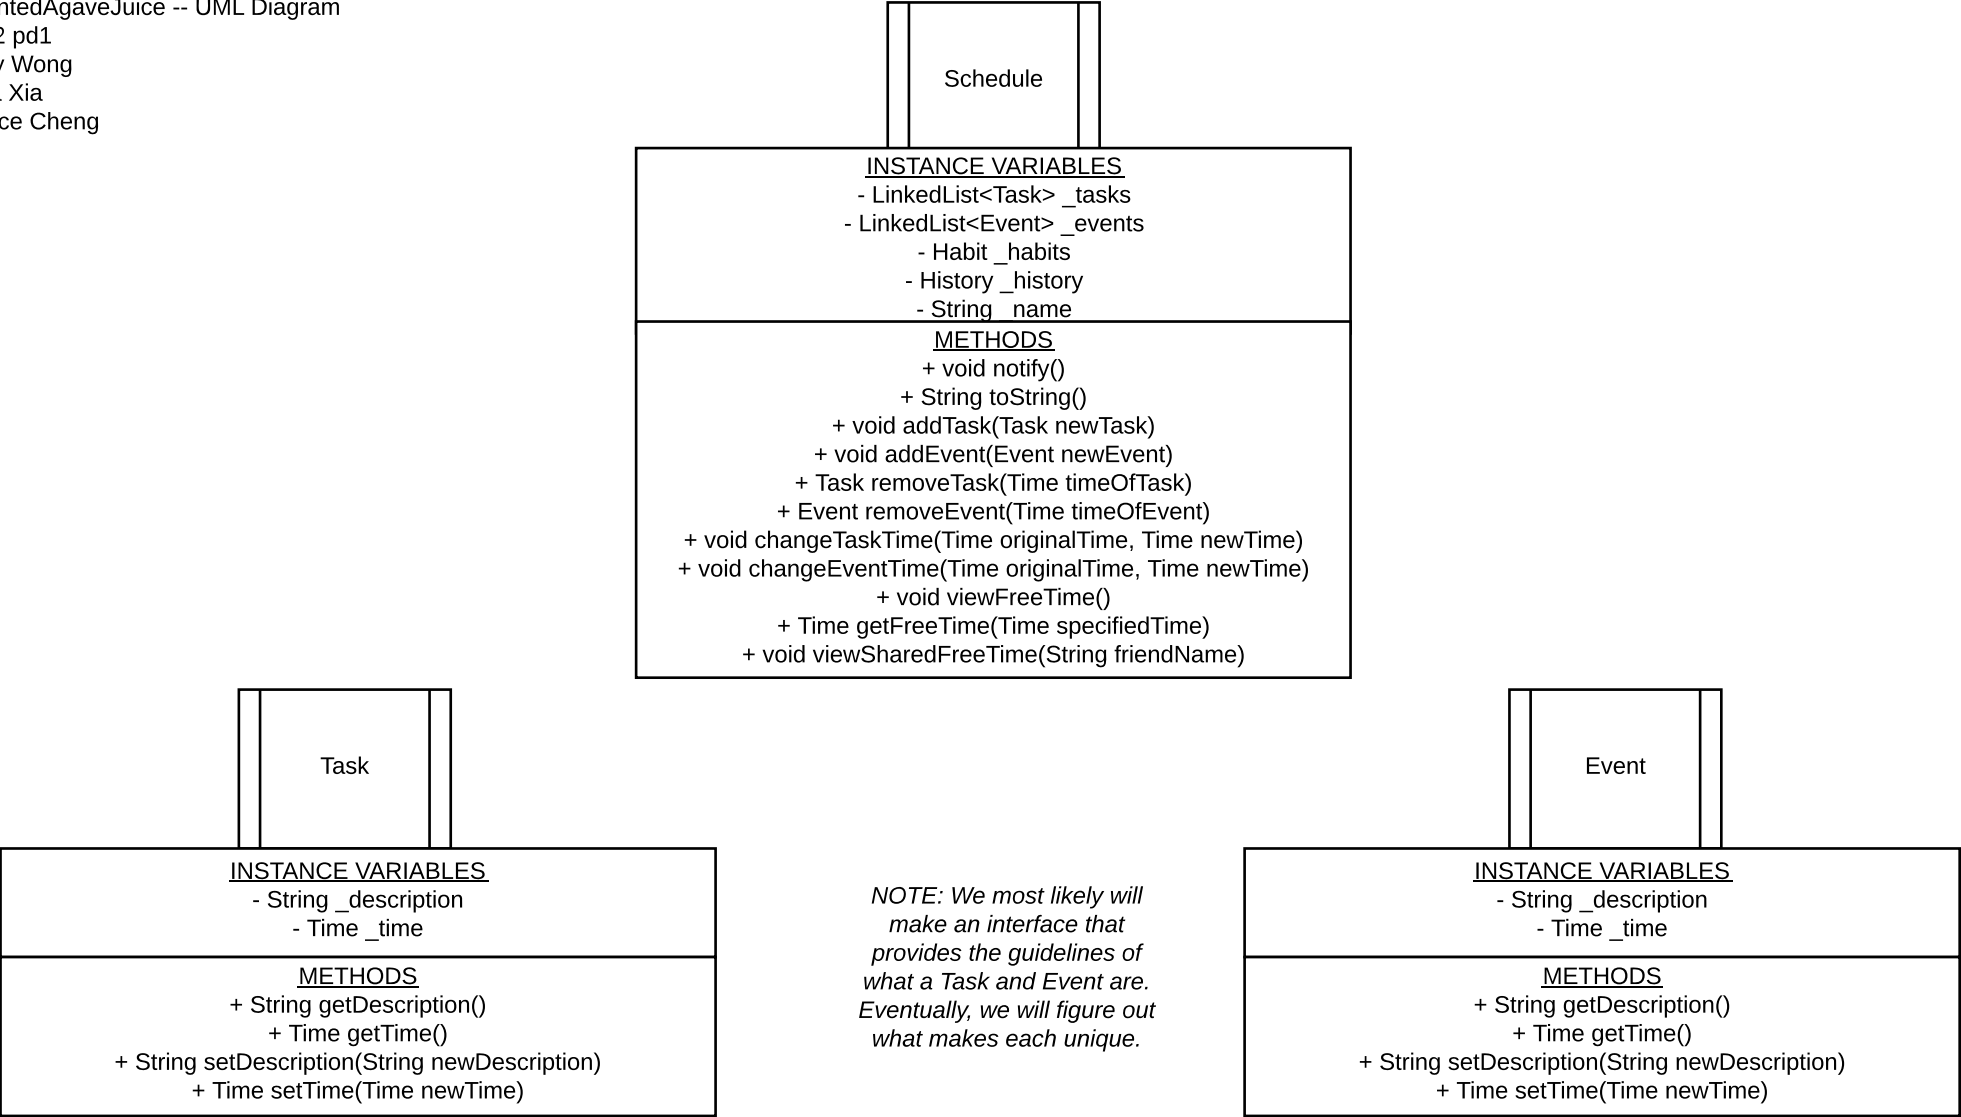 ntedAgaveJuice -- UML Diagram
2 pd1
Wong
Xia
ce Cheng
Schedule
INSTANCE VARIABLES
- LinkedList<Task> _tasks
- LinkedList<Event> _events
- Habit _habits
- History _history
- String _name
METHODS
+ void notify()
+ String toString()
+ void addTask(Task newTask)
+ void addEvent(Event newEvent)
+ Task removeTask(Time timeOfTask)
+ Event removeEvent(Time timeOfEvent)
+ void changeTaskTime(Time originalTime, Time newTime)
+ void changeEventTime(Time originalTime, Time newTime)
+ void viewFreeTime()
+ Time getFreeTime(Time specifiedTime)
+ void viewSharedFreeTime(String friendName)
Task
INSTANCE VARIABLES
- String _description
- Time _time
METHODS
+ String getDescription()
+ Time getTime()
+ String setDescription(String newDescription)
+ Time setTime(Time newTime)
NOTE: We most likely will
make an interface that
provides the guidelines of
what a Task and Event are.
Eventually, we will figure out
what makes each unique.
Event
INSTANCE VARIABLES
- String _description
- Time _time
METHODS
+ String getDescription()
+ Time getTime()
+ String setDescription(String newDescription)
+ Time setTime(Time newTime)